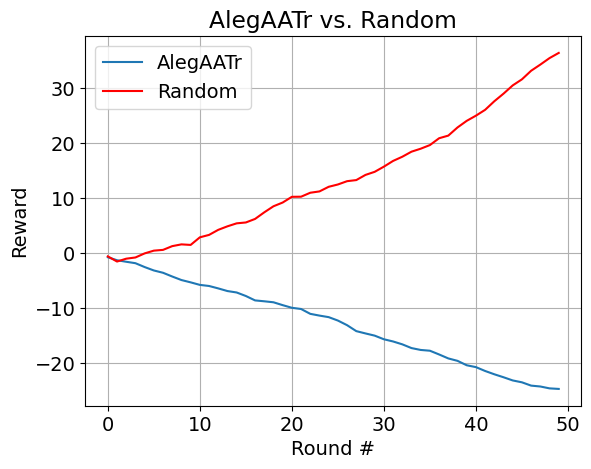 AlegAATr vs. Random
AlegAATr
Random
Reward
30
20
10
0
−10
−20
0 10 20 30 40 50
Round #